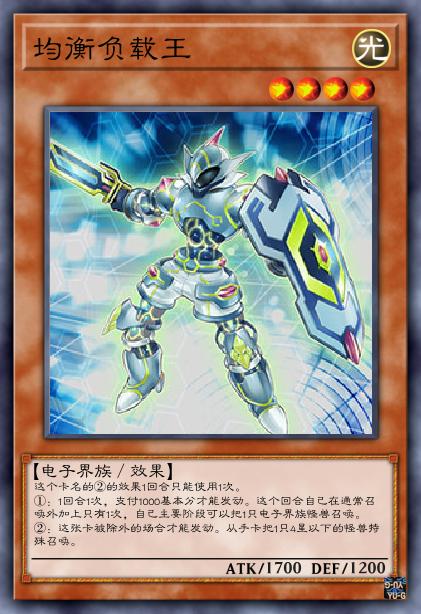 均衡负载王
光
【电子界族／效果】
这个卡名的②的效果1回合只能使用1次。
①：1回合1次，支付1000基本分才能发动。这个回合自己在通常召
唤外加上只有1次，自己主要阶段可以把1只电子界族怪兽召唤。
②：这张卡被除外的场合才能发动。从手卡把1只4星以下的怪兽特
殊召唤。
ATK/1700 DEF/1200